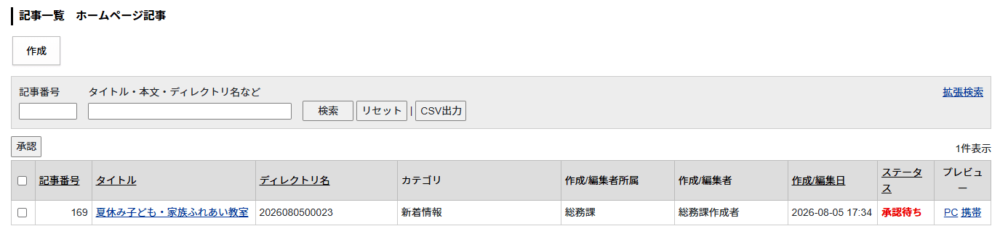 記事一覧　ホームページ記事
作成
記事番号　タイトル・本文・ディレクトリ名など　拡張検索
検索　リセット | CSV出力
承認　1件表示
記事番号　タイトル　ディレクトリ名　カテゴリ　作成/編集者所属　作成/編集者　作成/編集日　ステータス　プレビュー
169　夏休み子ども・家族ふれあい教室　2026080500023　新着情報　総務課　総務課作成者　2026-08-05 17:34　承認待ち　PC 携帯